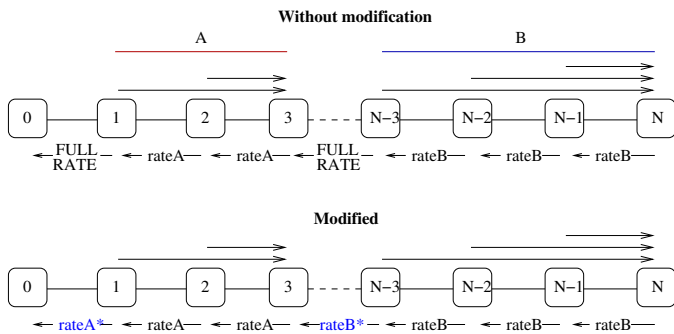 Without modification
A B
0 1 2 3 N−3 N−2 N−1 N
FULL RATE rateA rateA FULL RATE rateB rateB rateB
Modified
0 1 2 3 N−3 N−2 N−1 N
rateA* rateA rateA rateB* rateB rateB rateB